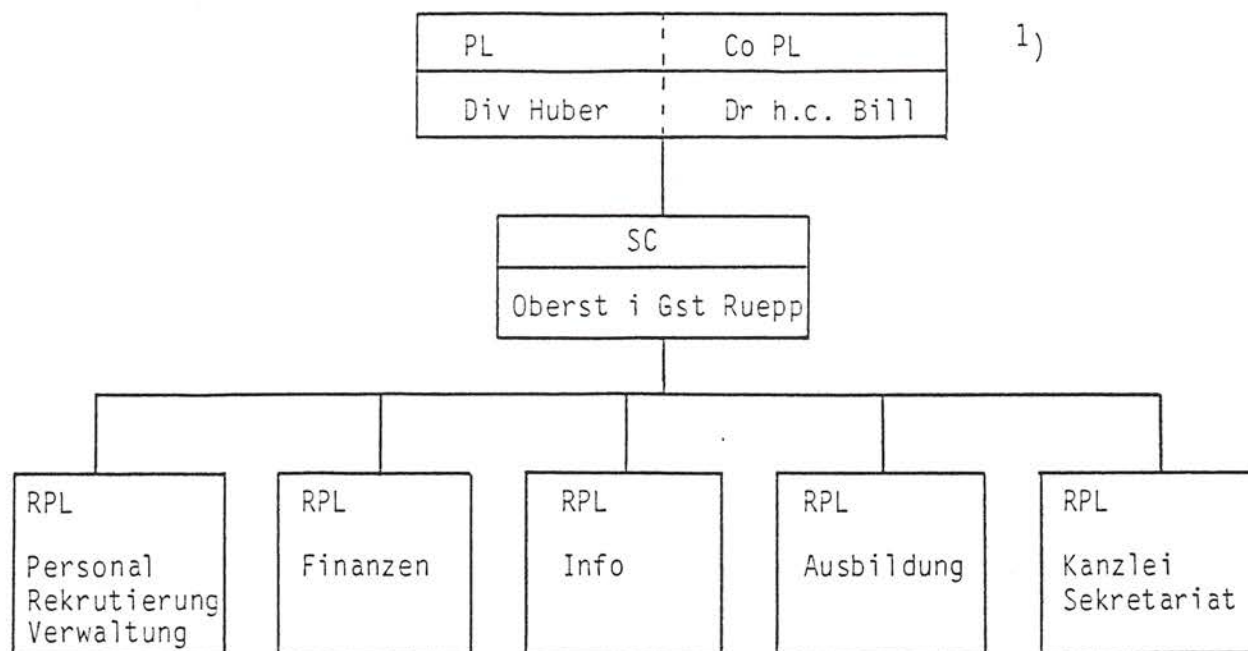 PL Co PL 1)
Div Huber Dr h.c. Bill
SC
Oberst i Gst Ruepp
RPL
Personal
Rekrutierung
Verwaltung
RPL
Finanzen
RPL
Info
RPL
Ausbildung
RPL
Kanzlei
Sekretariat